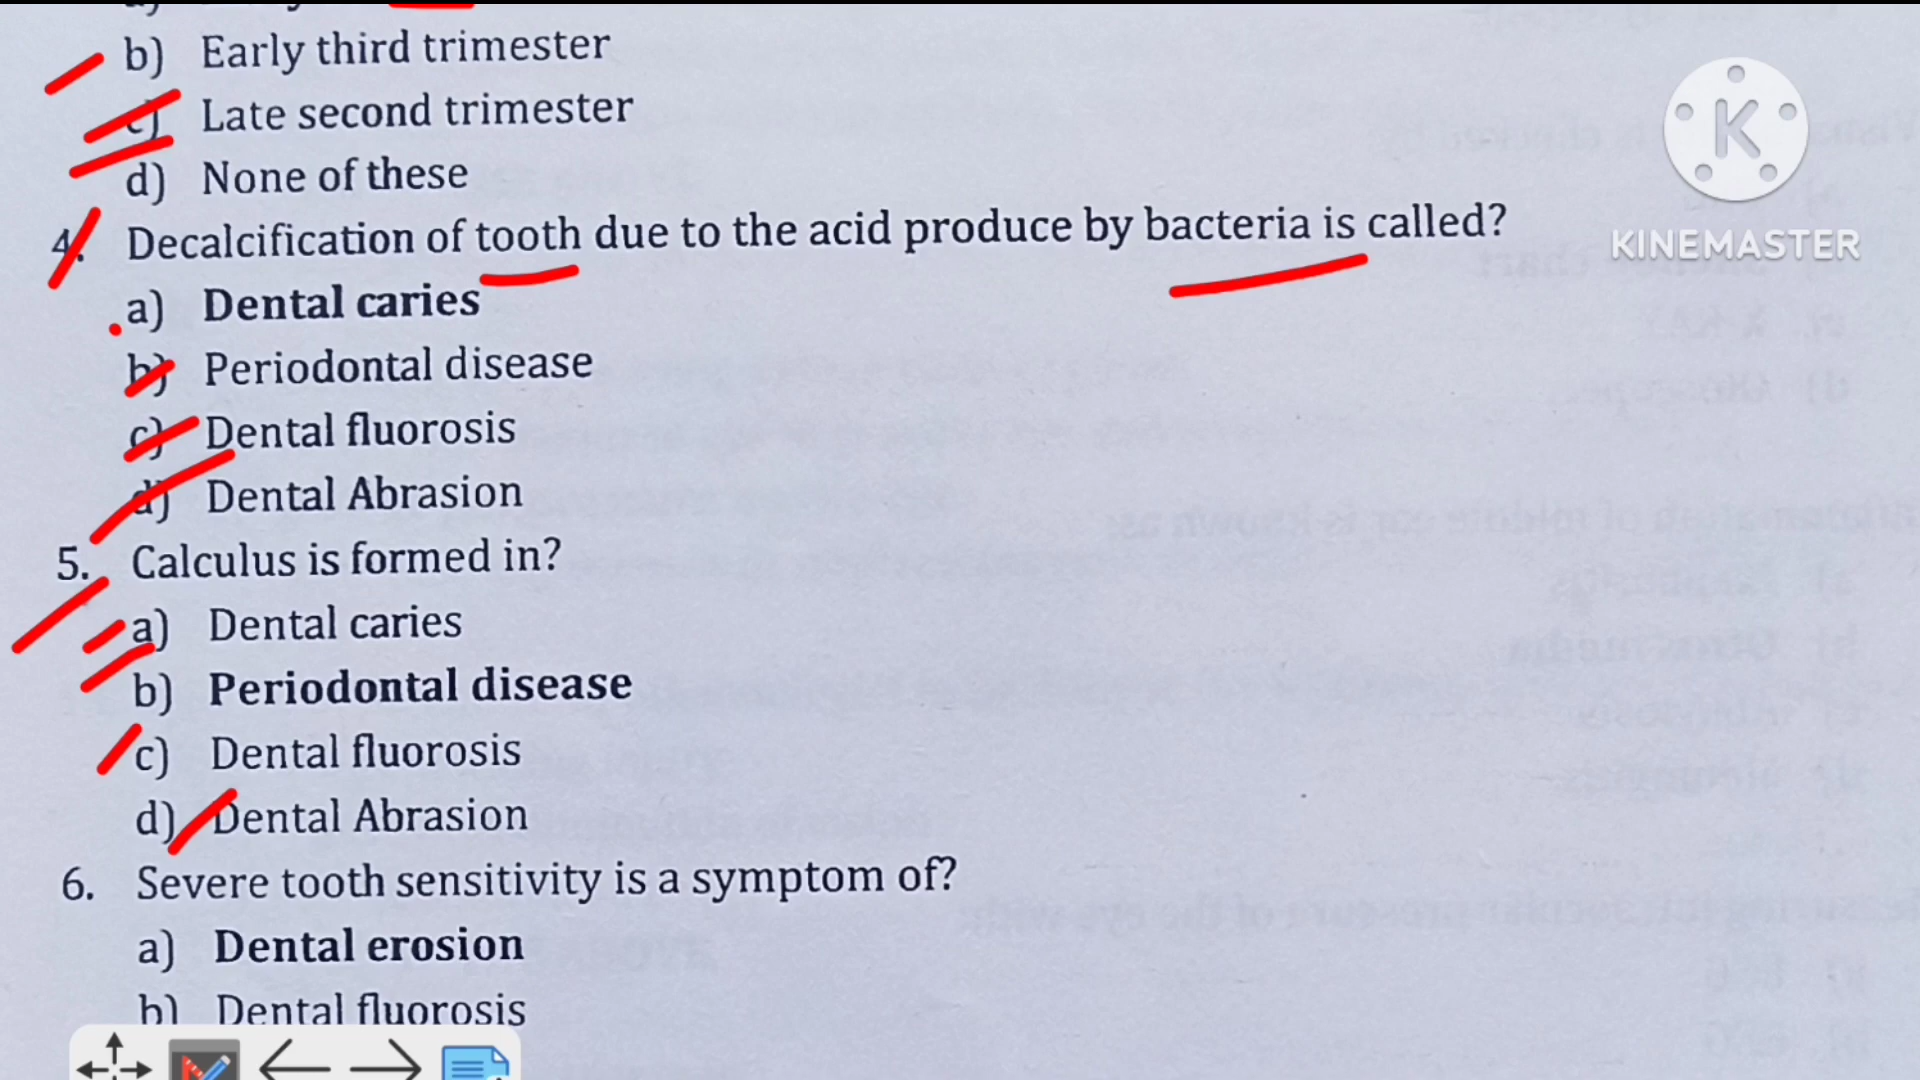 b) Early third trimester
c) Late second trimester
d) None of these
4. Decalcification of tooth due to the acid produce by bacteria is called?
a) Dental caries
b) Periodontal disease
c) Dental fluorosis
d) Dental Abrasion
5. Calculus is formed in?
a) Dental caries
b) Periodontal disease
c) Dental fluorosis
d) Dental Abrasion
6. Severe tooth sensitivity is a symptom of?
a) Dental erosion
b) Dental fluorosis
K
KINEMASTER